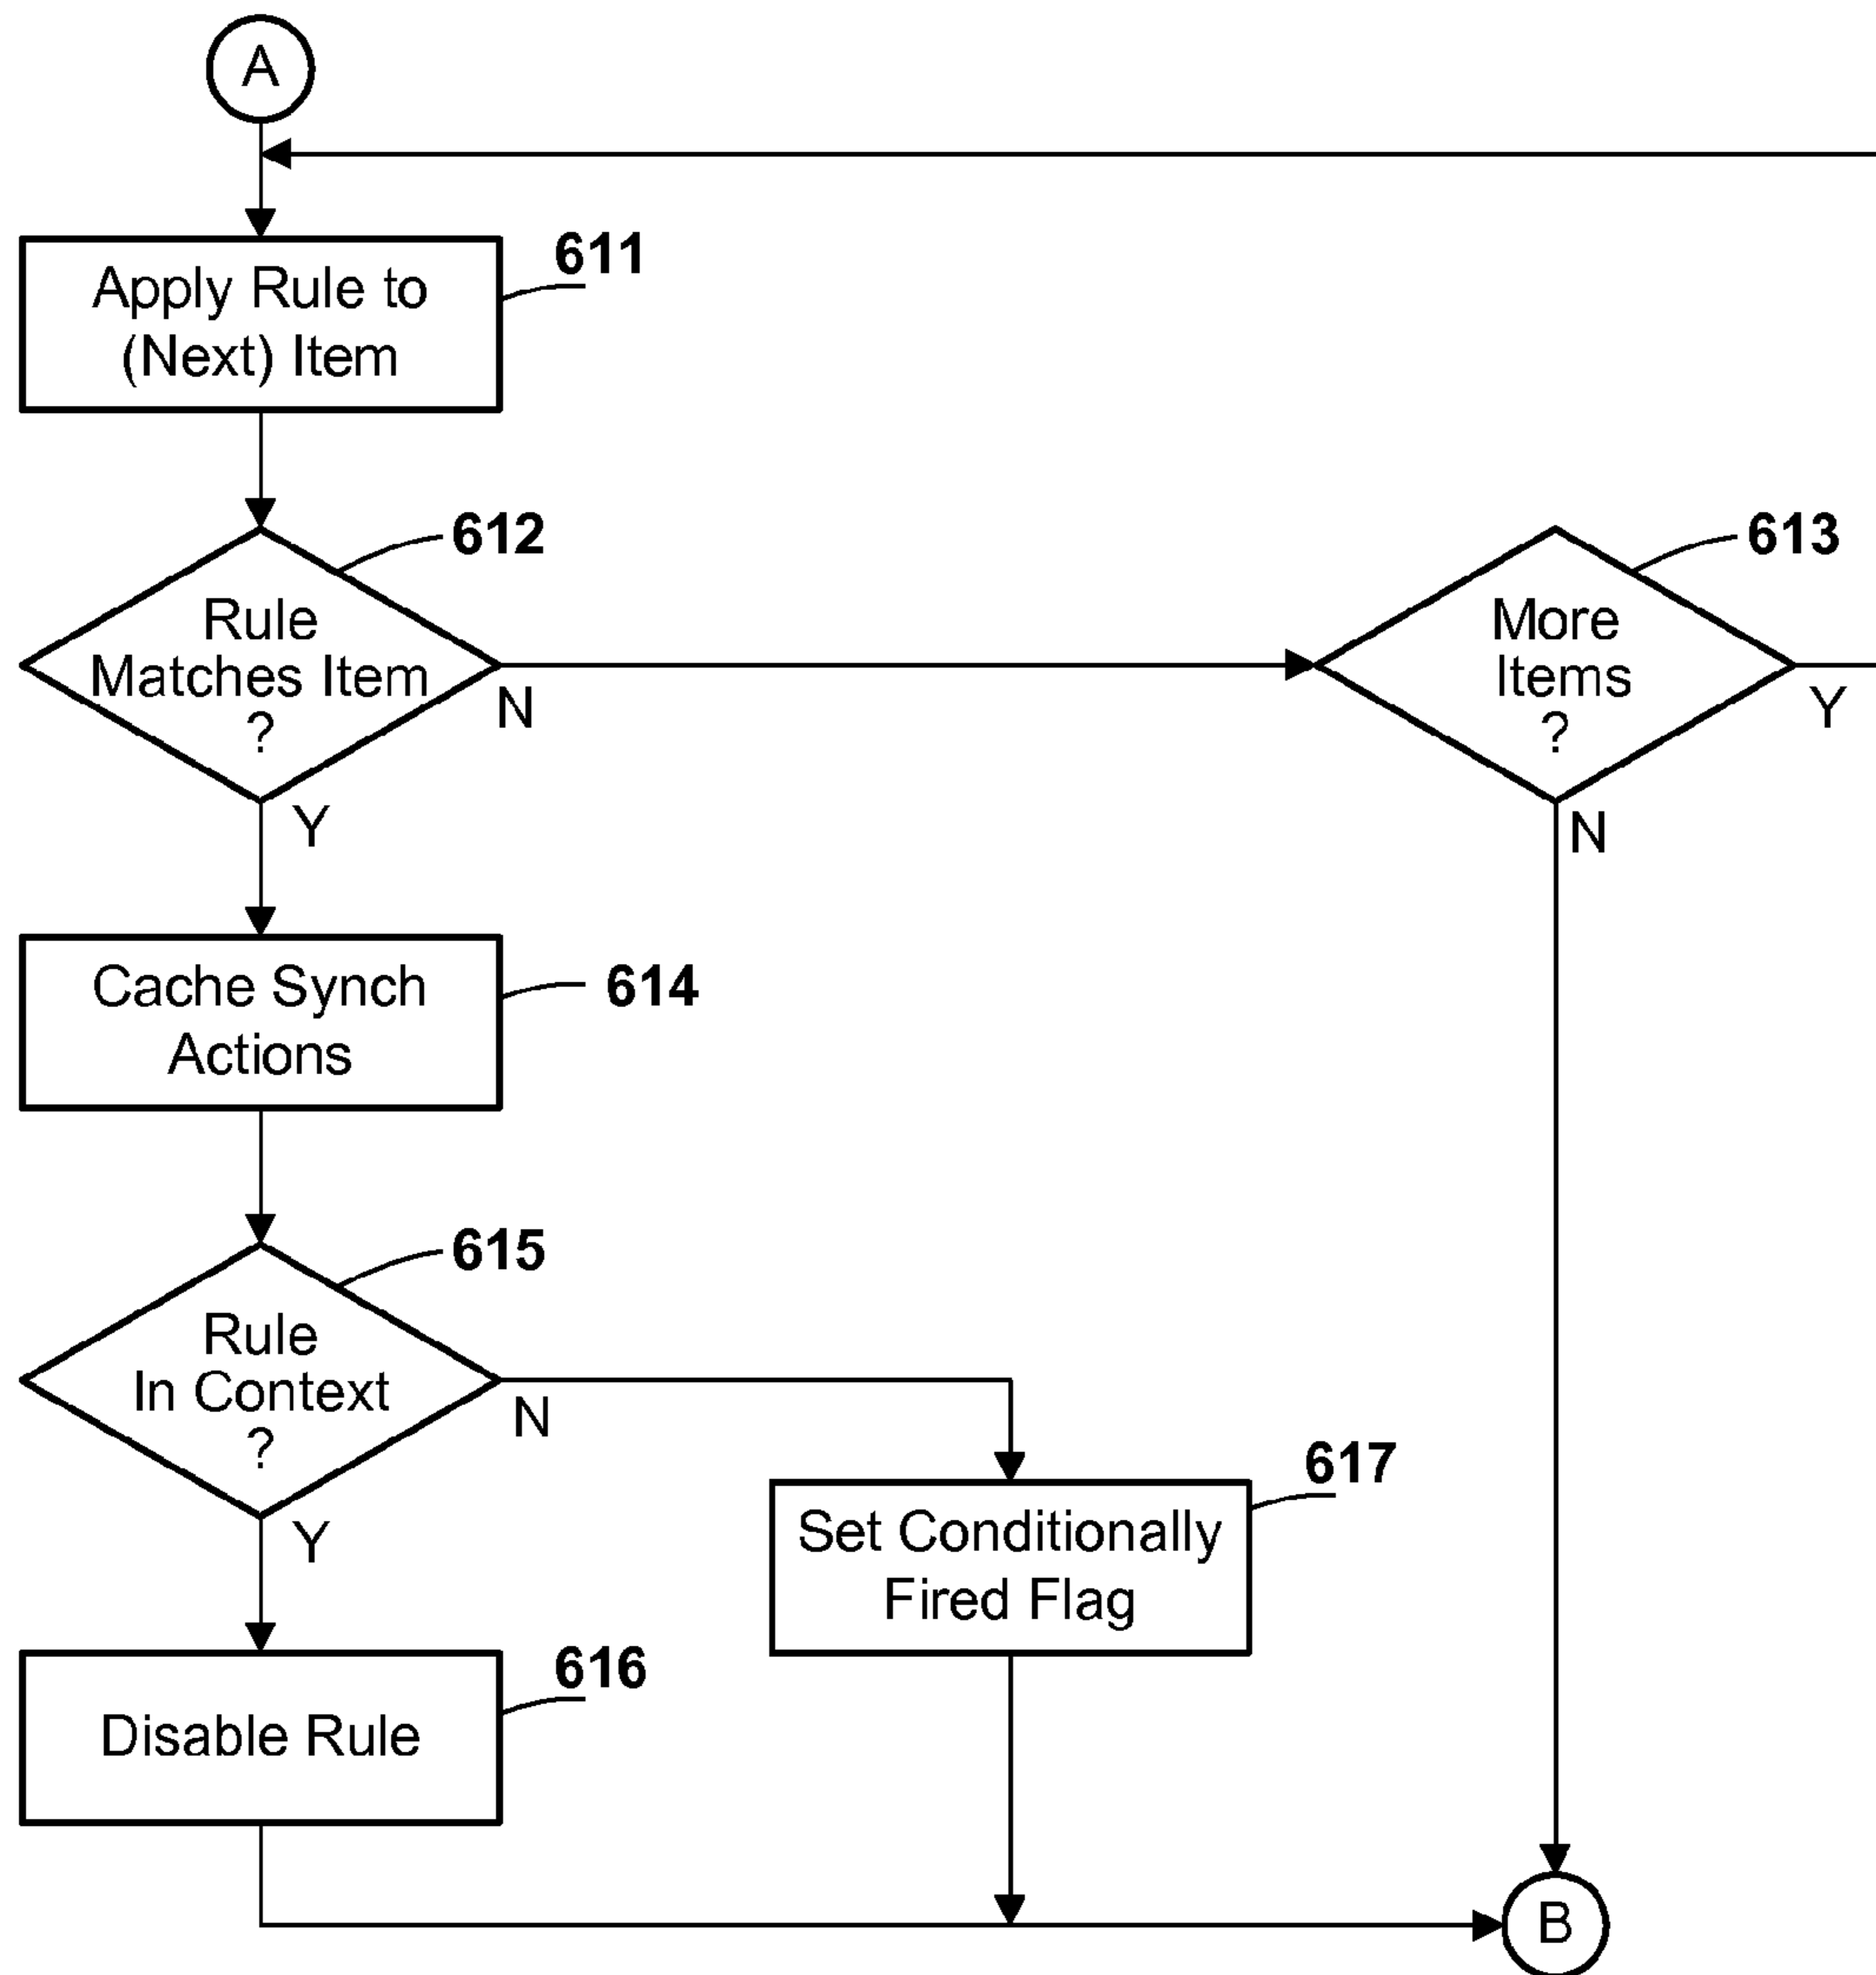 A
Apply Rule to
(Next) Item
611
Rule
Matches Item
?
612
N
Y
More
Items
?
613
Y
N
Cache Synch
Actions
614
Rule
In Context
?
615
N
Y
Set Conditionally
Fired Flag
617
Disable Rule
616
B